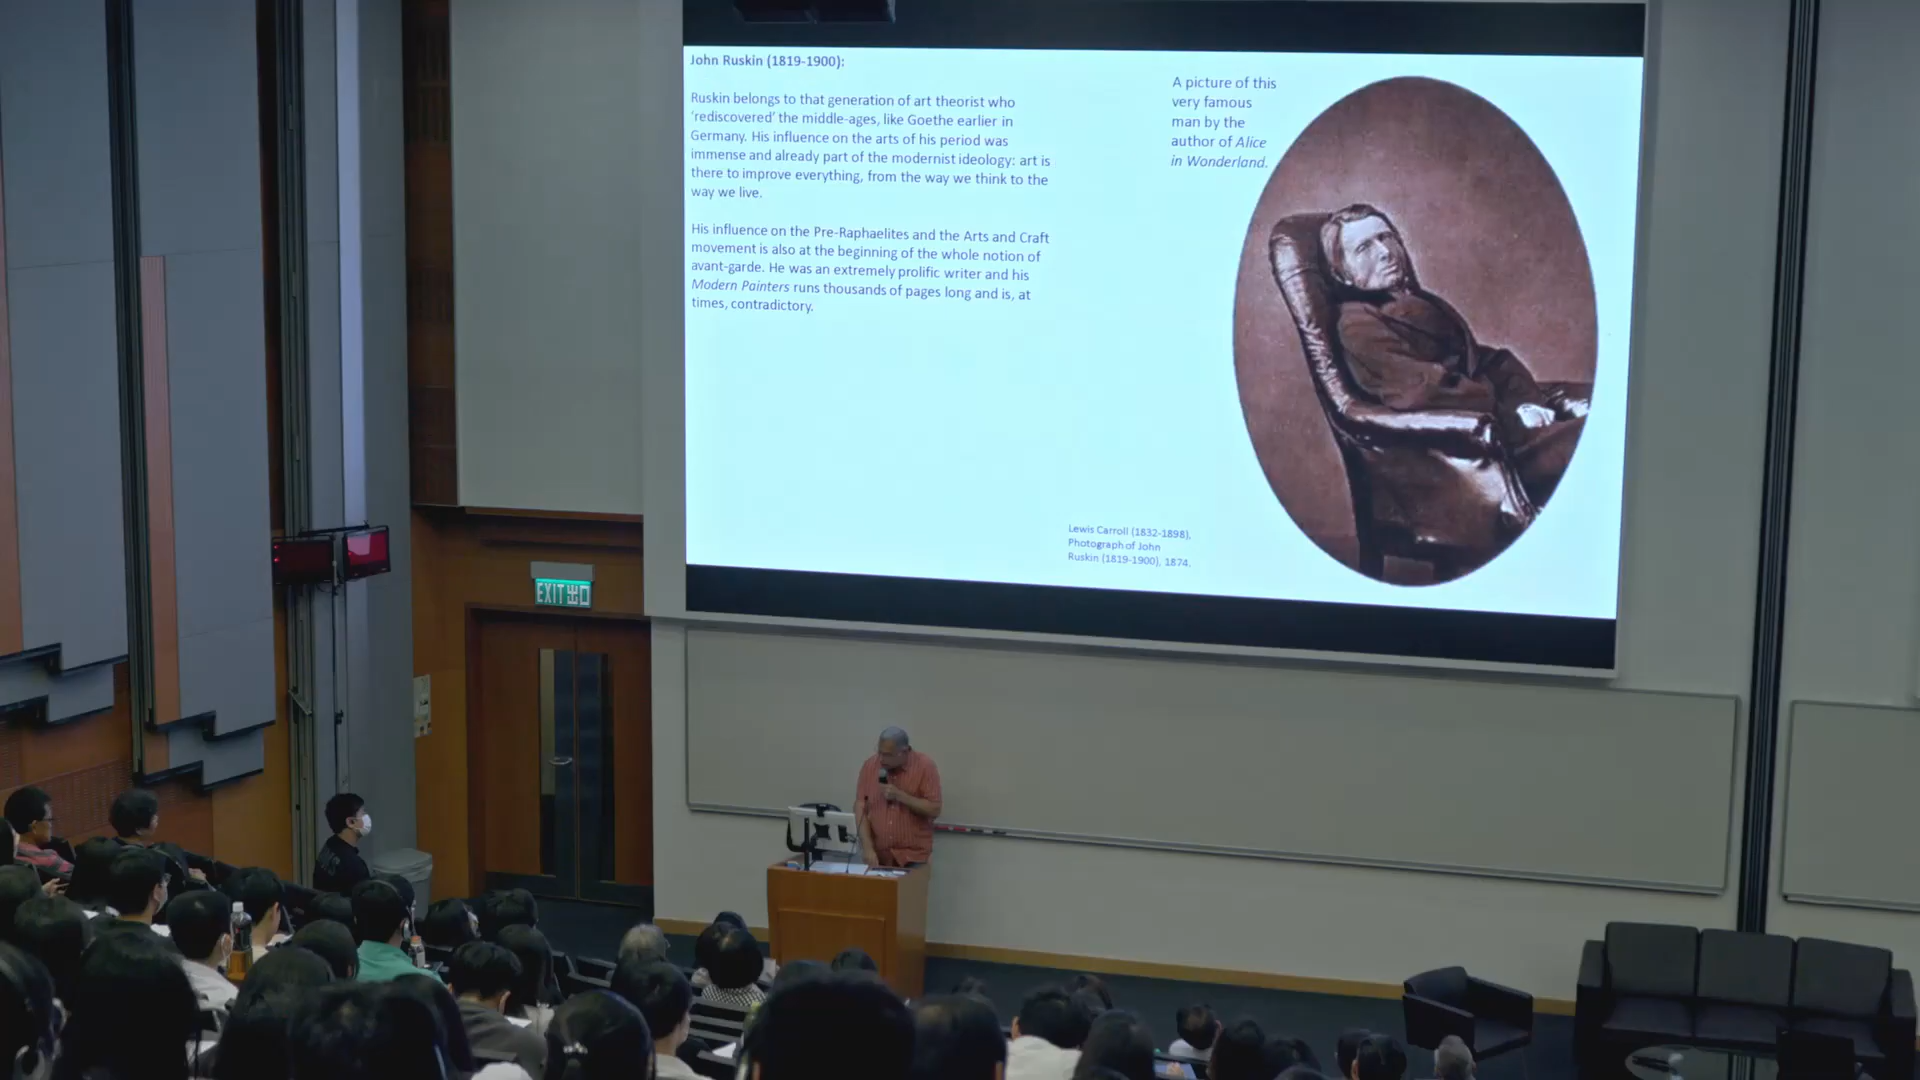 John Ruskin (1819-1900):
Ruskin belongs to that generation of art theorist who
‘rediscovered’ the middle-ages, like Goethe earlier in
Germany. His influence on the arts of his period was
immense and already part of the modernist ideology: art is
there to improve everything, from the way we think to the
way we live.
His influence on the Pre-Raphaelites and the Arts and Craft
movement is also at the beginning of the whole notion of
avant-garde. He was an extremely prolific writer and his
Modern Painters runs thousands of pages long and is, at
times, contradictory.
A picture of this
very famous
man by the
author of Alice
in Wonderland.
Lewis Carroll (1832-1898),
Photograph of John
Ruskin (1819-1900), 1874.
EXIT 出口